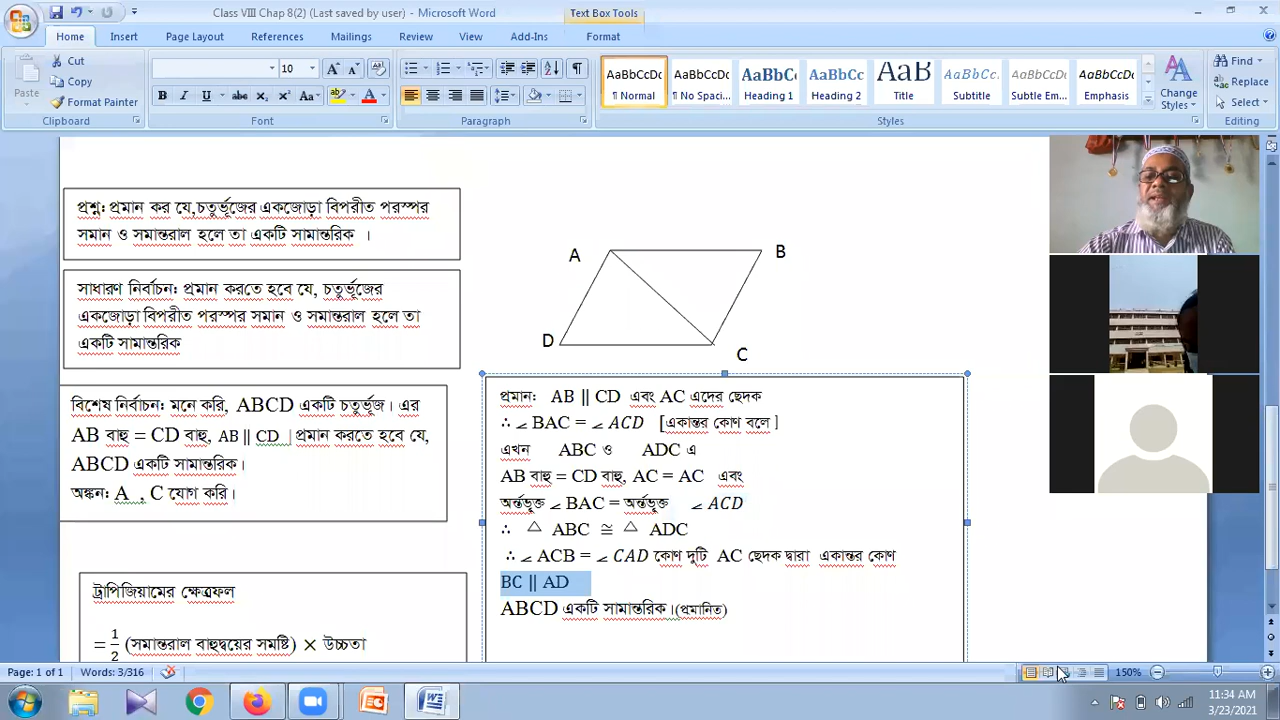 Class VIII Chap 8(2) (Last saved by user) - Microsoft Word
Text Box Tools
Home Insert Page Layout References Mailings Review View Add-Ins Format
Cut
Copy
Format Painter
Paste
Clipboard
10
Font
Paragraph
AaBbCcDc AaBbCcDc AaBbC AaBbCc AaB AaBbCc. AaBbCcDc AaBbCcDc
¶ Normal ¶ No Spaci... Heading 1 Heading 2 Title Subtitle Subtle Em... Emphasis
Change Styles
Styles
Find
Replace
Select
Editing
প্রশ্ন: প্রমান কর যে,চতুর্ভূজের একজোড়া বিপরীত পরস্পর
সমান ও সমান্তরাল হলে তা একটি সামান্তরিক ।
সাধারণ নির্বাচন: প্রমান করতে হবে যে, চতুর্ভূজের
একজোড়া বিপরীত পরস্পর সমান ও সমান্তরাল হলে তা
একটি সামান্তরিক
বিশেষ নির্বাচন: মনে করি, ABCD একটি চতুর্ভূজ। এর
AB বাহু = CD বাহু, AB || CD | প্রমান করতে হবে যে,
ABCD একটি সামান্তরিক।
অঙ্কন: A , C যোগ করি।
A
B
D
C
প্রমান: AB || CD এবং AC এদের ছেদক
∴ ∠ BAC = ∠ ACD [একান্তর কোণ বলে ]
এখন ABC ও ADC এ
AB বাহু = CD বাহু, AC = AC এবং
অর্ন্তভুক্ত ∠ BAC = অর্ন্তভুক্ত ∠ ACD
∴ △ ABC ≅ △ ADC
∴ ∠ ACB = ∠ CAD কোণ দুটি AC ছেদক দ্বারা একান্তর কোণ
BC || AD
ABCD একটি সামান্তরিক।(প্রমানিত)
ট্রাপিজিয়ামের ক্ষেত্রফল
= 1/2 (সমান্তরাল বাহুদ্বয়ের সমষ্টি) × উচ্চতা
Page: 1 of 1 Words: 3/316
150%
11:34 AM
3/23/2021